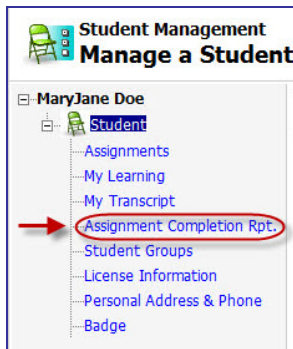 Student Management
Manage a Student
MaryJane Doe
Student
Assignments
My Learning
My Transcript
Assignment Completion Rpt.
Student Groups
License Information
Personal Address & Phone
Badge